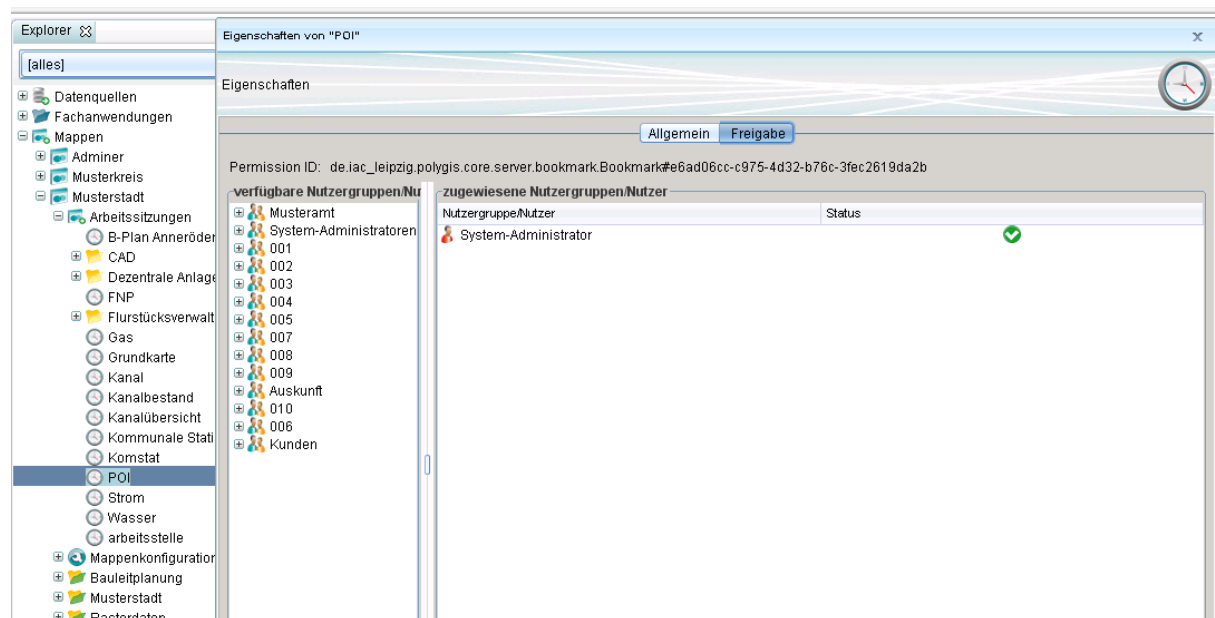 Explorer
[alles]
Datenquellen
Fachanwendungen
Mappen
Adminer
Musterkreis
Musterstadt
Arbeitssitzungen
B-Plan Anneröder
CAD
Dezentrale Anlage
FNP
Flurstücksverwalt
Gas
Grundkarte
Kanal
Kanalbestand
Kanalübersicht
Kommunale Stati
Komstat
POI
Strom
Wasser
arbeitsstelle
Mappenkonfiguration
Bauleitplanung
Musterstadt
Rasterdaten
Eigenschaften von "POI"
Eigenschaften
Allgemein Freigabe
Permission ID: de.iac_leipzig.polygis.core.server.bookmark.Bookmark#e6ad06cc-c975-4d32-b76c-3fec2619da2b
verfügbare Nutzergruppen/Nu
Musteramt
System-Administratoren
001
002
003
004
005
007
008
009
Auskunft
010
006
Kunden
zugewiesene Nutzergruppen/Nutzer
Nutzergruppe/Nutzer Status
System-Administrator